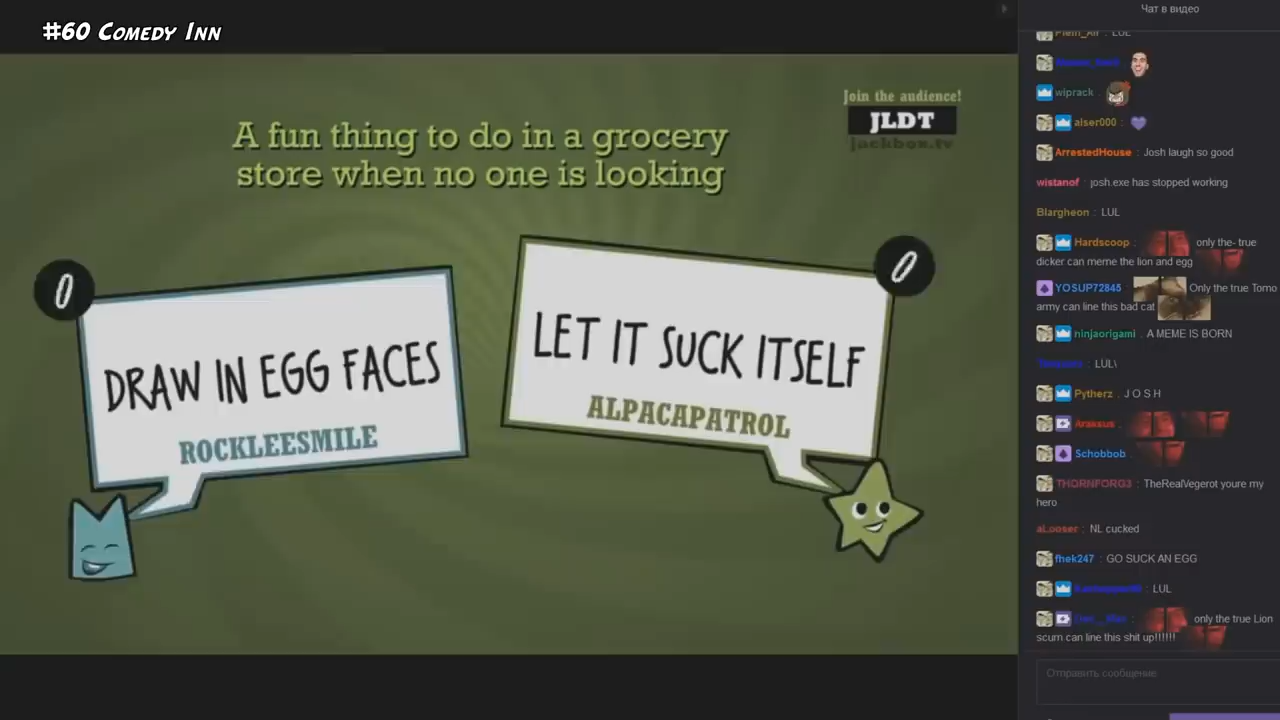 #60 Comedy Inn
Чат в видео
Join the audience!
JLDT
jackbox.tv
A fun thing to do in a grocery
store when no one is looking
0
0
DRAW IN EGG FACES
ROCKLEESMILE
LET IT SUCK ITSELF
ALPACAPATROL
Plein_Air : LUL
wiprack :
aiser000 :
ArrestedHouse : Josh laugh so good
wistanof : josh.exe has stopped working
Blargheon : LUL
Hardscoop : only the- true
dicker can meme the lion and egg
YOSUP72845 : Only the true Tomo
army can line this bad cat
ninjaorigami : A MEME IS BORN
: LUL\
Pytherz : J O S H
Araksus :
Schobbob :
THORNFORG3 : TheRealVegerot youre my
hero
aLooser : NL cucked
fhek247 : GO SUCK AN EGG
: LUL
: only the true Lion
scum can line this shit up!!!!!!
Отправить сообщение